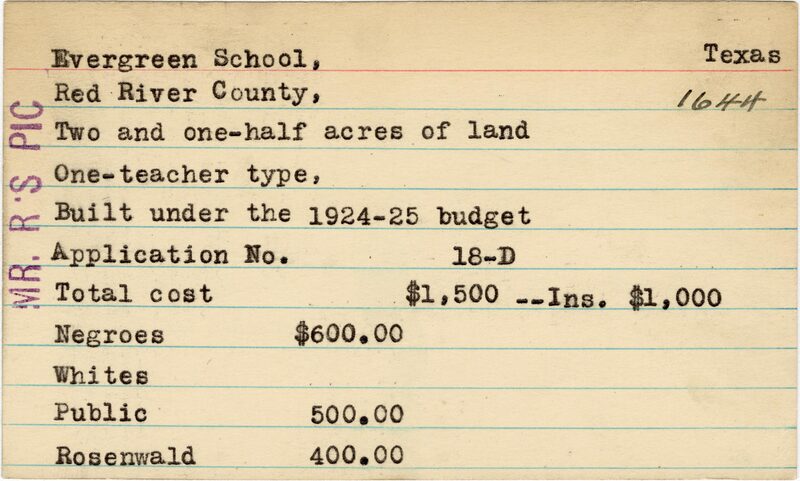 Evergreen School, Texas
Red River County, 1644
Two and one-half acres of land
One-teacher type,
Built under the 1924-25 budget
Application No. 18-D
Total cost $1,500 --Ins. $1,000
Negroes $600.00
Whites
Public 500.00
Rosenwald 400.00
MR. R'S PIC